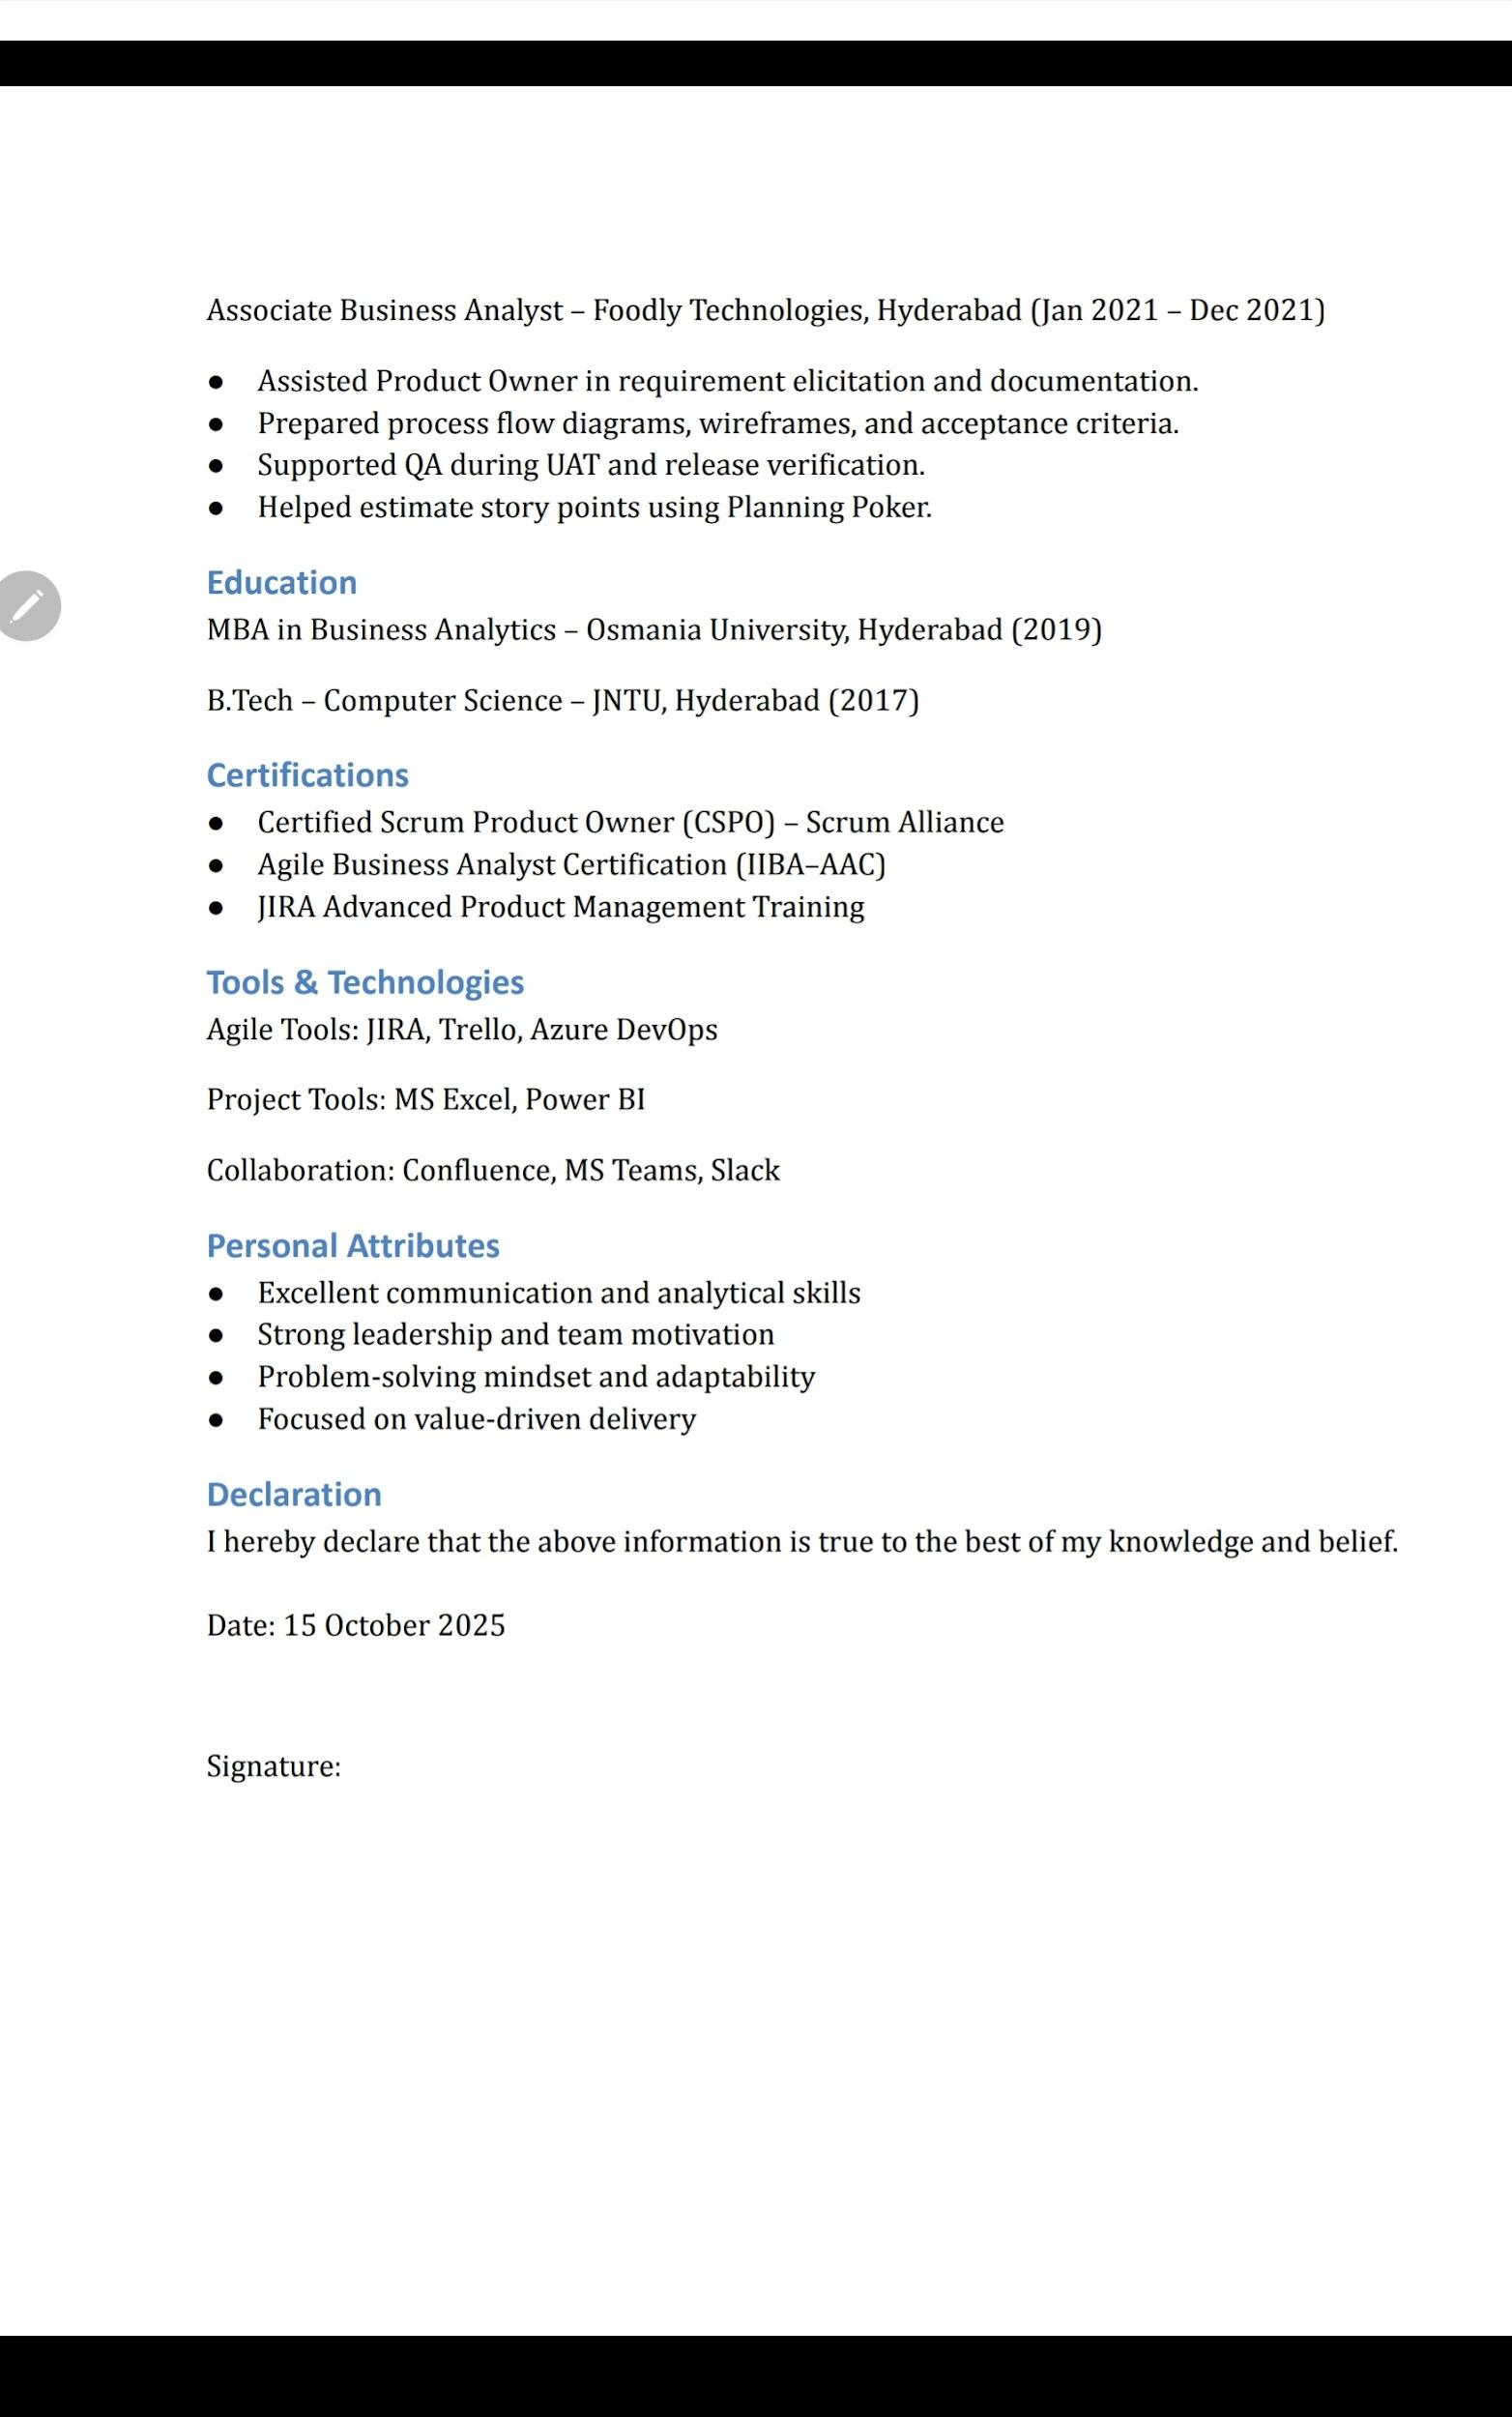 Associate Business Analyst – Foodly Technologies, Hyderabad (Jan 2021 – Dec 2021)
● Assisted Product Owner in requirement elicitation and documentation.
● Prepared process flow diagrams, wireframes, and acceptance criteria.
● Supported QA during UAT and release verification.
● Helped estimate story points using Planning Poker.
Education
MBA in Business Analytics – Osmania University, Hyderabad (2019)
B.Tech – Computer Science – JNTU, Hyderabad (2017)
Certifications
● Certified Scrum Product Owner (CSPO) – Scrum Alliance
● Agile Business Analyst Certification (IIBA–AAC)
● JIRA Advanced Product Management Training
Tools & Technologies
Agile Tools: JIRA, Trello, Azure DevOps
Project Tools: MS Excel, Power BI
Collaboration: Confluence, MS Teams, Slack
Personal Attributes
● Excellent communication and analytical skills
● Strong leadership and team motivation
● Problem-solving mindset and adaptability
● Focused on value-driven delivery
Declaration
I hereby declare that the above information is true to the best of my knowledge and belief.
Date: 15 October 2025
Signature: